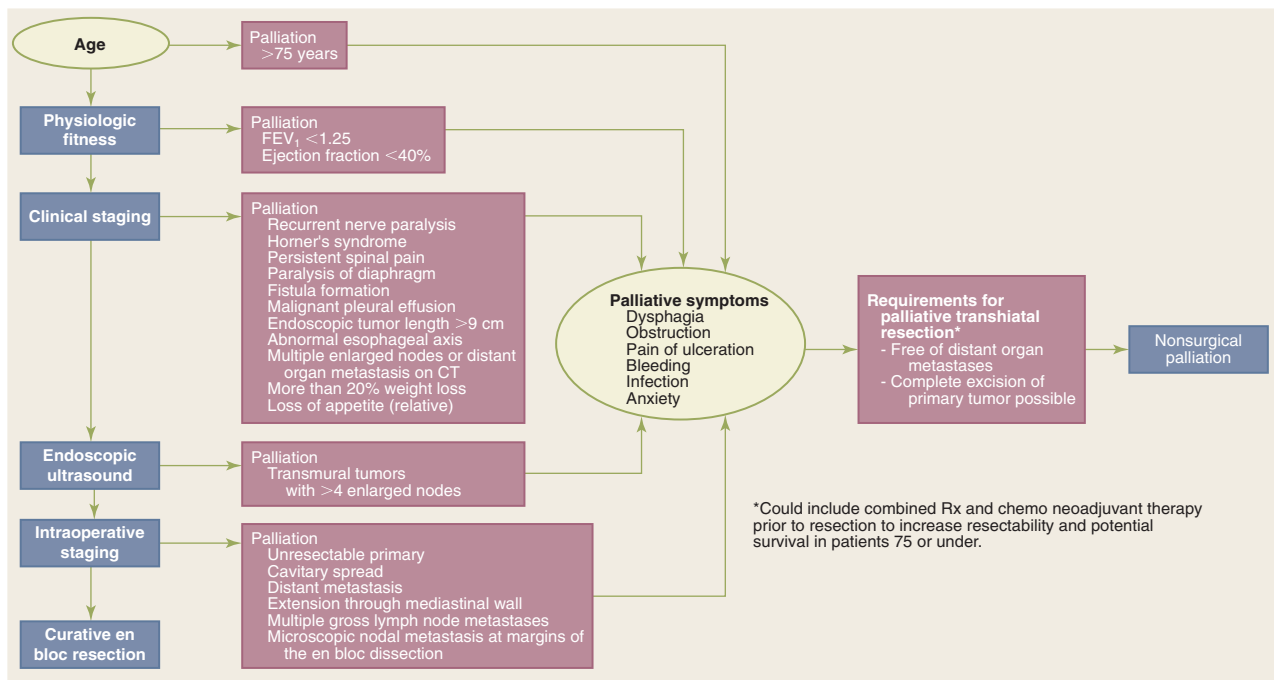 Age
Palliation
>75 years
Physiologic
fitness
Palliation
FEV₁ <1.25
Ejection fraction <40%
Clinical staging
Palliation
Recurrent nerve paralysis
Horner's syndrome
Persistent spinal pain
Paralysis of diaphragm
Fistula formation
Malignant pleural effusion
Endoscopic tumor length >9 cm
Abnormal esophageal axis
Multiple enlarged nodes or distant
organ metastasis on CT
More than 20% weight loss
Loss of appetite (relative)
Endoscopic
ultrasound
Palliation
Transmural tumors
with >4 enlarged nodes
Intraoperative
staging
Palliation
Unresectable primary
Cavitary spread
Distant metastasis
Extension through mediastinal wall
Multiple gross lymph node metastases
Microscopic nodal metastasis at margins of
the en bloc dissection
Curative en
bloc resection
Palliative symptoms
Dysphagia
Obstruction
Pain of ulceration
Bleeding
Infection
Anxiety
Requirements for
palliative transhiatal
resection*
- Free of distant organ
metastases
- Complete excision of
primary tumor possible
Nonsurgical
palliation
*Could include combined Rx and chemo neoadjuvant therapy
prior to resection to increase resectability and potential
survival in patients 75 or under.